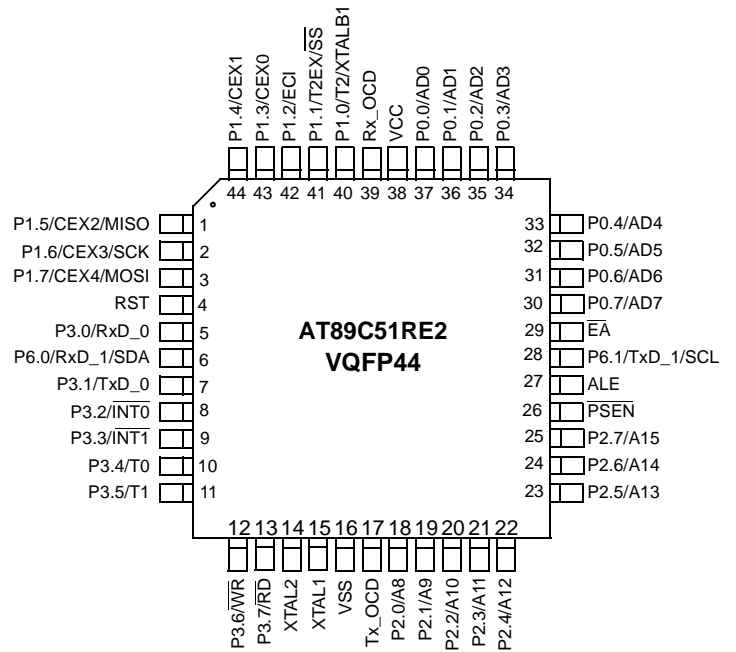 P1.4/CEX1
P1.3/CEX0
P1.2/ECI
P1.1/T2EX/S̅S̅
P1.0/T2/XTALB1
Rx_OCD
VCC
P0.0/AD0
P0.1/AD1
P0.2/AD2
P0.3/AD3
44 43 42 41 40 39 38 37 36 35 34
P1.5/CEX2/MISO 1
P1.6/CEX3/SCK 2
P1.7/CEX4/MOSI 3
RST 4
P3.0/RxD_0 5
P6.0/RxD_1/SDA 6
P3.1/TxD_0 7
P3.2/I̅N̅T̅0̅ 8
P3.3/I̅N̅T̅1̅ 9
P3.4/T0 10
P3.5/T1 11
AT89C51RE2
VQFP44
33 P0.4/AD4
32 P0.5/AD5
31 P0.6/AD6
30 P0.7/AD7
29 E̅A̅
28 P6.1/TxD_1/SCL
27 ALE
26 P̅S̅E̅N̅
25 P2.7/A15
24 P2.6/A14
23 P2.5/A13
12 13 14 15 16 17 18 19 20 21 22
P3.6/W̅R̅
P3.7/R̅D̅
XTAL2
XTAL1
VSS
Tx_OCD
P2.0/A8
P2.1/A9
P2.2/A10
P2.3/A11
P2.4/A12